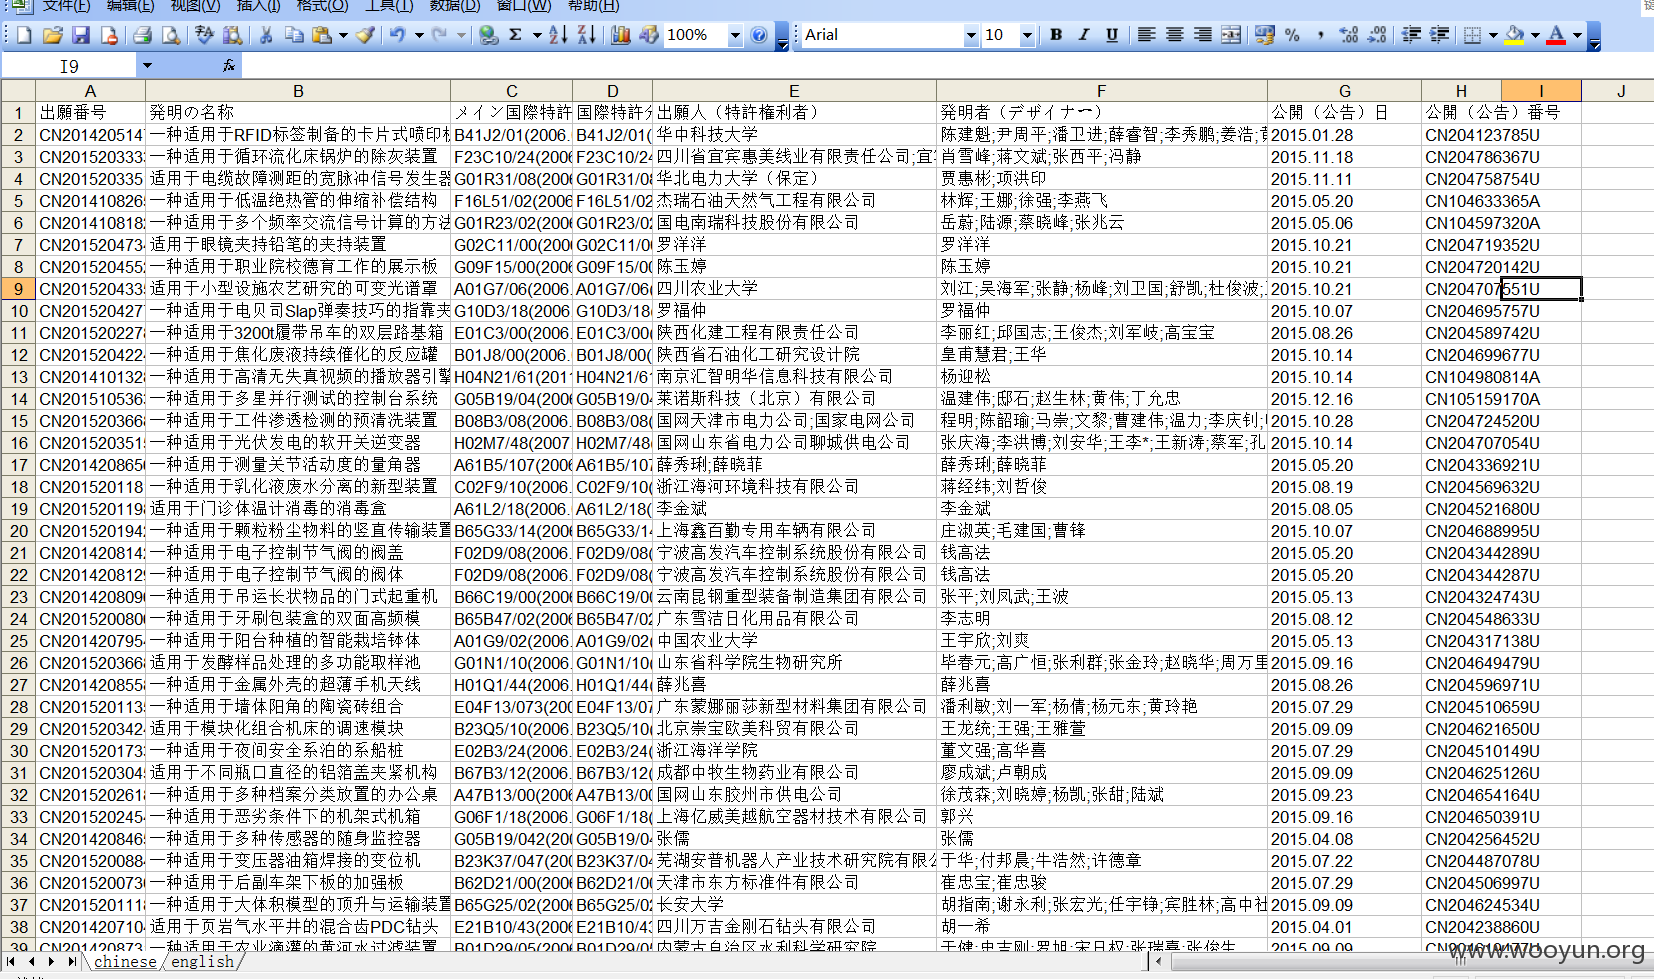 文件(F) 编辑(E) 视图(V) 插入(I) 格式(O) 工具(T) 数据(D) 窗口(W) 帮助(H)
100% Arial 10 B I U
I9 fx
A B C D E F G H I J
1 出願番号 発明の名称 メイン国際特許 国際特許分 出願人（特許権利者） 発明者（デザイナー） 公開（公告）日 公開（公告）番号
2 CN201420514 一种适用于RFID标签制备的卡片式喷印机 B41J2/01(2006. B41J2/01( 华中科技大学 陈建魁;尹周平;潘卫进;薛睿智;李秀鹏;姜浩; 2015.01.28 CN204123785U
3 CN201520333 一种适用于循环流化床锅炉的除灰装置 F23C10/24(2006 F23C10/24 四川省宜宾惠美线业有限责任公司;宜宾 肖雪峰;蒋文斌;张西平;冯静 2015.11.18 CN204786367U
4 CN201520335 适用于电缆故障测距的宽脉冲信号发生器 G01R31/08(2006 G01R31/08 华北电力大学（保定） 贾惠彬;项洪印 2015.11.11 CN204758754U
5 CN201410826 一种适用于低温绝热管的伸缩补偿结构 F16L51/02(2006 F16L51/02 杰瑞石油天然气工程有限公司 林辉;王娜;徐强;李燕飞 2015.05.20 CN104633365A
6 CN201410818 一种适用于多个频率交流信号计算的方法 G01R23/02(2006 G01R23/02 国电南瑞科技股份有限公司 岳蔚;陆源;蔡晓峰;张兆云 2015.05.06 CN104597320A
7 CN201520473 适用于眼镜夹持铅笔的夹持装置 G02C11/00(2006 G02C11/00 罗洋洋 罗洋洋 2015.10.21 CN204719352U
8 CN201520455 一种适用于职业院校德育工作的展示板 G09F15/00(2006 G09F15/00 陈玉婷 陈玉婷 2015.10.21 CN204720142U
9 CN201520433 适用于小型设施农艺研究的可变光谱罩 A01G7/06(2006. A01G7/06( 四川农业大学 刘江;吴海军;张静;杨峰;刘卫国;舒凯;杜俊波; 2015.10.21 CN204707551U
10 CN201520427 一种适用于电贝司Slap弹奏技巧的指靠夹 G10D3/18(2006 G10D3/18( 罗福仲 罗福仲 2015.10.07 CN204695757U
11 CN201520227 一种适用于3200t履带吊车的双层路基箱 E01C3/00(2006. E01C3/00( 陕西化建工程有限责任公司 李丽红;邱国志;王俊杰;刘军岐;高宝宝 2015.08.26 CN204589742U
12 CN201520422 一种适用于焦化废液持续催化的反应罐 B01J8/00(2006. B01J8/00( 陕西省石油化工研究设计院 皇甫慧君;王华 2015.10.14 CN204699677U
13 CN201410132 一种适用于高清无失真视频的播放器引擎 H04N21/61(201 H04N21/6 南京汇智明华信息科技有限公司 杨迎松 2015.10.14 CN104980814A
14 CN201510536 一种适用于多星并行测试的控制台系统 G05B19/04(2006 G05B19/04 莱诺斯科技（北京）有限公司 温建伟;邸石;赵生林;黄伟;丁允忠 2015.12.16 CN105159170A
15 CN201520366 一种适用于工件渗透检测的预清洗装置 B08B3/08(2006. B08B3/08( 国网天津市电力公司;国家电网公司 程明;陈韶瑜;马崇;文黎;曹建伟;温力;李庆钊; 2015.10.28 CN204724520U
16 CN201520351 一种适用于光伏发电的软开关逆变器 H02M7/48(2007 H02M7/48( 国网山东省电力公司聊城供电公司 张庆海;李洪博;刘安华;王李*;王新涛;蔡军;孔 2015.10.14 CN204707054U
17 CN201420865 一种适用于测量关节活动度的量角器 A61B5/107(2006 A61B5/107 薛秀琍;薛晓菲 薛秀琍;薛晓菲 2015.05.20 CN204336921U
18 CN201520118 一种适用于乳化液废水分离的新型装置 C02F9/10(2006. C02F9/10( 浙江海河环境科技有限公司 蒋经纬;刘哲俊 2015.08.19 CN204569632U
19 CN201520119 适用于门诊体温计消毒的消毒盒 A61L2/18(2006. A61L2/18( 李金斌 李金斌 2015.08.05 CN204521680U
20 CN201520194 一种适用于颗粒粉尘物料的竖直传输装置 B65G33/14(2006 B65G33/14 上海鑫百勤专用车辆有限公司 庄淑英;毛建国;曹锋 2015.10.07 CN204688995U
21 CN201420814 一种适用于电子控制节气阀的阀盖 F02D9/08(2006. F02D9/08( 宁波高发汽车控制系统股份有限公司 钱高法 2015.05.20 CN204344289U
22 CN201420812 一种适用于电子控制节气阀的阀体 F02D9/08(2006. F02D9/08( 宁波高发汽车控制系统股份有限公司 钱高法 2015.05.20 CN204344287U
23 CN201420809 一种适用于吊运长状物品的门式起重机 B66C19/00(2006 B66C19/00 云南昆钢重型装备制造集团有限公司 张平;刘凤武;王波 2015.05.13 CN204324743U
24 CN201520080 一种适用于牙刷包装盒的双面高频模 B65B47/02(2006 B65B47/02 广东雪洁日化用品有限公司 李志明 2015.08.12 CN204548633U
25 CN201420795 一种适用于阳台种植的智能栽培钵体 A01G9/02(2006. A01G9/02( 中国农业大学 王宇欣;刘爽 2015.05.13 CN204317138U
26 CN201520366 适用于发酵样品处理的多功能取样池 G01N1/10(2006. G01N1/10( 山东省科学院生物研究所 毕春元;高广恒;张利群;张金玲;赵晓华;周万里 2015.09.16 CN204649479U
27 CN201420855 一种适用于金属外壳的超薄手机天线 H01Q1/44(2006. H01Q1/44( 薛兆喜 薛兆喜 2015.08.26 CN204596971U
28 CN201520113 一种适用于墙体阳角的陶瓷砖组合 E04F13/073(200 E04F13/07 广东蒙娜丽莎新型材料集团有限公司 潘利敏;刘一军;杨倩;杨元东;黄玲艳 2015.07.29 CN204510659U
29 CN201520342 适用于模块化组合机床的调速模块 B23Q5/10(2006. B23Q5/10( 北京崇宝欧美科贸有限公司 王龙统;王强;王雅萱 2015.09.09 CN204621650U
30 CN201520173 一种适用于夜间安全系泊的系船桩 E02B3/24(2006. E02B3/24( 浙江海洋学院 董文强;高华喜 2015.07.29 CN204510149U
31 CN201520304 适用于不同瓶口直径的铝箔盖夹紧机构 B67B3/12(2006. B67B3/12( 成都中牧生物药业有限公司 廖成斌;卢朝成 2015.09.09 CN204625126U
32 CN201520261 适用于多种档案分类放置的办公桌 A47B13/00(2006 A47B13/00 国网山东胶州市供电公司 徐茂森;刘晓婷;杨凯;张甜;陆斌 2015.09.23 CN204654164U
33 CN201520245 一种适用于恶劣条件下的机架式机箱 G06F1/18(2006. G06F1/18( 上海亿威美越航空器材技术有限公司 郭兴 2015.09.16 CN204650391U
34 CN201420846 一种适用于多种传感器的随身监控器 G05B19/042(200 G05B19/04 张儒 张儒 2015.04.08 CN204256452U
35 CN201520088 一种适用于变压器油箱焊接的变位机 B23K37/047(200 B23K37/04 芜湖安普机器人产业技术研究院有限公 于华;付邦晨;牛浩然;许德章 2015.07.22 CN204487078U
36 CN201520073 一种适用于后副车架下板的加强板 B62D21/00(2006 B62D21/00 天津市东方标准件有限公司 崔忠宝;崔忠骏 2015.07.29 CN204506997U
37 CN201520111 一种适用于大体积模型的顶升与运输装置 B65G25/02(2006 B65G25/02 长安大学 胡指南;谢永利;张宏光;任宇铮;宾胜林;高中社 2015.09.09 CN204624534U
38 CN201420710 适用于页岩气水平井的混合齿PDC钻头 E21B10/43(2006 E21B10/43 四川万吉金刚石钻头有限公司 胡一希 2015.04.01 CN204238860U
39 CN201420873 一种适用于农业滴灌的黄河水过滤装置 B01D29/05(2006 B01D29/05 内蒙古自治区水利科学研究院 于健;史吉刚;罗旭;宋日权;张瑞喜;张俊生
chinese english
www.wooyun.org